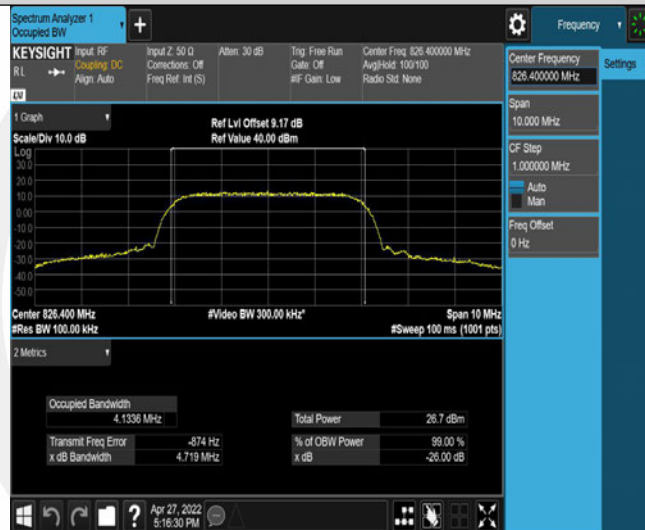 Spectrum Analyzer 1
Occupied BW
Frequency
KEYSIGHT Input: RF
Coupling: DC
Align: Auto
RL
Input Z: 50 Ω
Corrections: Off
Freq Ref: Int (S)
Atten: 30 dB
Trig: Free Run
Gate: Off
#IF Gain: Low
Center Freq: 826.400000 MHz
Avg|Hold: 100/100
Radio Std: None
Center Frequency
826.400000 MHz
Settings
Span
10.000 MHz
CF Step
1.000000 MHz
Auto
Man
Freq Offset
0 Hz
1 Graph
Scale/Div 10.0 dB
Ref Lvl Offset 9.17 dB
Ref Value 40.00 dBm
Log
30.0
20.0
10.0
0.00
-10.0
-20.0
-30.0
-40.0
-50.0
Center 826.400 MHz
#Res BW 100.00 kHz
#Video BW 300.00 kHz*
Span 10 MHz
#Sweep 100 ms (1001 pts)
2 Metrics
Occupied Bandwidth
4.1336 MHz
Total Power 26.7 dBm
Transmit Freq Error -874 Hz
% of OBW Power 99.00 %
x dB Bandwidth 4.719 MHz
x dB -26.00 dB
Apr 27, 2022
5:16:30 PM